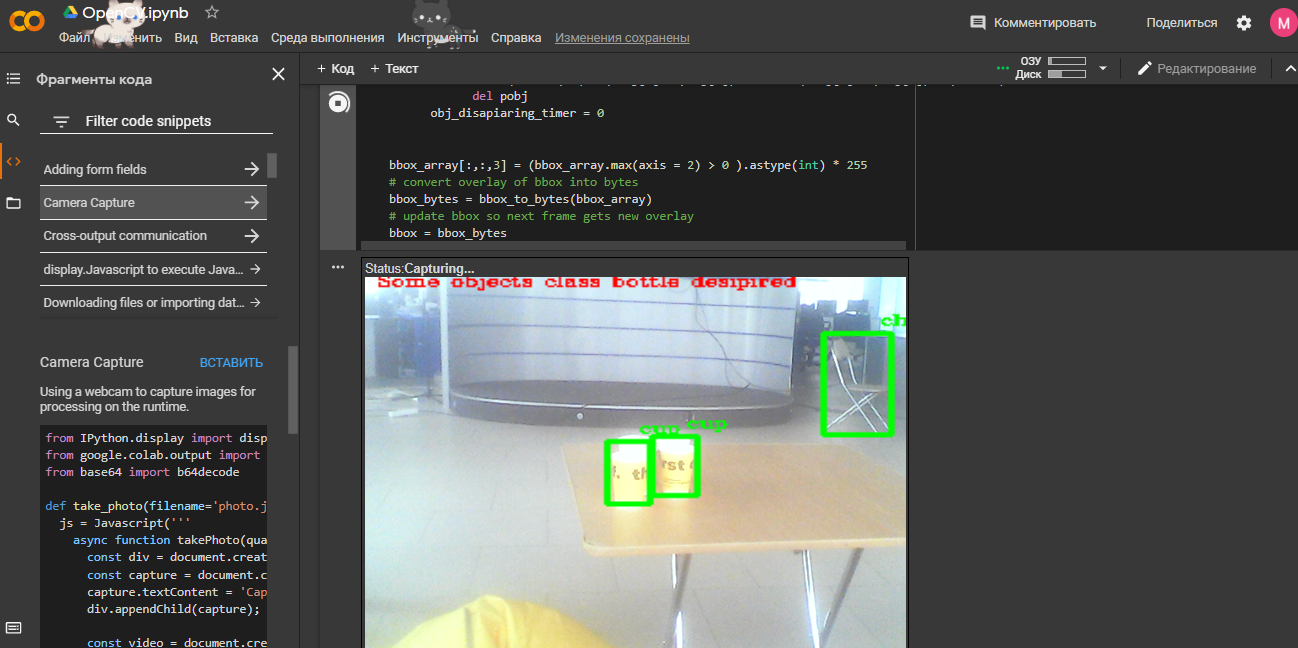 OpenCV.ipynb
Файл
Изменить
Вид
Вставка
Среда выполнения
Инструменты
Справка
Изменения сохранены
Комментировать
Поделиться
M
Фрагменты кода
Filter code snippets
Adding form fields
Camera Capture
Cross-output communication
display.Javascript to execute Java...
Downloading files or importing dat...
Camera Capture
ВСТАВИТЬ
Using a webcam to capture images for
processing on the runtime.
from IPython.display import disp
from google.colab.output import
from base64 import b64decode
def take_photo(filename='photo.j
js = Javascript('''
async function takePhoto(qua
const div = document.creat
const capture = document.c
capture.textContent = 'Cap
div.appendChild(capture);
const video = document.cre
+ Код
+ Текст
ОЗУ
Диск
Редактирование
del pobj
obj_disapiaring_timer = 0
bbox_array[:,:,3] = (bbox_array.max(axis = 2) > 0 ).astype(int) * 255
# convert overlay of bbox into bytes
bbox_bytes = bbox_to_bytes(bbox_array)
# update bbox so next frame gets new overlay
bbox = bbox_bytes
Status:Capturing...
Some objects class bottle desipired
ch
cup
cup
th
rst